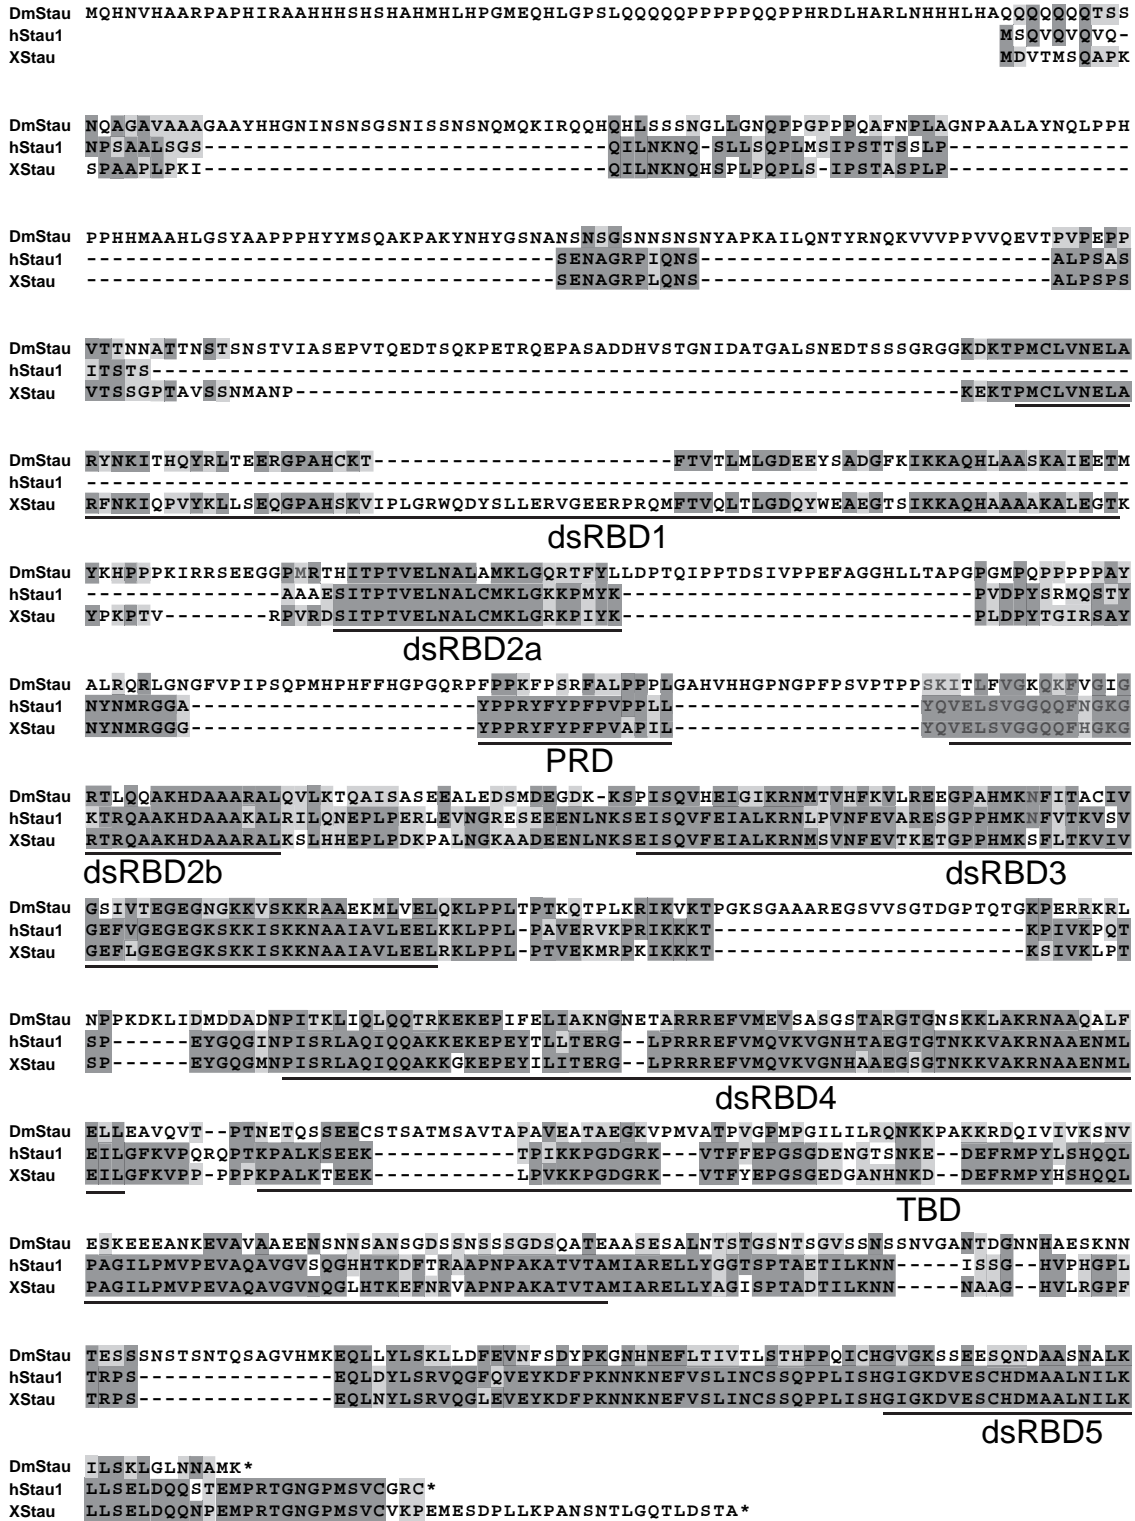 DmStau MQHNVHAARPAPHIRAAHHHSHSHAHMHLHPGMEQHLGPSLQQQQQPPPPPQQPPHRDLHARLNHHHLHAQQQQQQQTSS
hStau1 MSQVQVQVQ-
XStau MDVTMSQAPK
DmStau NQAGAVAAAGAAYHHGNINSNSGSNISSNSNQMQKIRQQHQHLSSSNGLLGNQPPGPPPQAFNPLAGNPAALAYNQLPPH
hStau1 NPSAALSGS-------------------------------QILNKNQ-SLLSQPLMSIPSTTSSLP--------------
XStau SPAAPLPKI-------------------------------QILNKNQHSPLPQPLS-IPSTASPLP--------------
DmStau PPHHMAAHLGSYAAPPPHYYMSQAKPAKYNHYGSNANSNSGSNNSNSNYAPKAILQNTYRNQKVVVPPVVQEVTPVPEPP
hStau1 ------------------------------------SENAGRPIQNS---------------------------ALPSAS
XStau ------------------------------------SENAGRPLQNS---------------------------ALPSPS
DmStau VTTNNATTNSTSNSTVIASEPVTQEDTSQKPETRQEPASADDHVSTGNIDATGALSNEDTSSSGRGGKDKTPMCLVNELA
hStau1 ITSTS---------------------------------------------------------------------------
XStau VTSSGPTAVSSNMANP---------------------------------------------------KEKTPMCLVNELA
DmStau RYNKITHQYRLTEERGPAHCKT-----------------------FTVTLMLGDEEYSADGFKIKKAQHLAASKAIEETM
hStau1 --------------------------------------------------------------------------------
XStau RFNKIQPVYKLLSEQGPAHSKVIPLGRWQDYSLLERVGEERPRQMFTVQLTLGDQYWEAEGTSIKKAQHAAAAKALEGTK
dsRBD1
DmStau YKHPPPKIRRSEEGGPMRTHITPTVELNALAMKLGQRTFYLLDPTQIPPTDSIVPPEFAGGHLLTAPGPGMPQPPPPPAY
hStau1 ---------------AAAESITPTVELNALCMKLGKKPMYK---------------------------PVDPYSRMQSTY
XStau YPKPTV--------RPVRDSITPTVELNALCMKLGRKPIYK---------------------------PLDPYTGIRSAY
dsRBD2a
DmStau ALRQRLGNGFVPIPSQPMHPHFFHGPGQRPFPPKFPSRFALPPPLGAHVHHGPNGPFPSVPTPPSKITLFVGKQKFVGIG
hStau1 NYNMRGGA----------------------YPPRYFYPFPVPPLL-------------------YQVELSVGGQQFNGKG
XStau NYNMRGGG----------------------YPPRYFYPFPVAPIL-------------------YQVELSVGGQQFHGKG
PRD
DmStau RTLQQAKHDAAARALQVLKTQAISASEEALEDSMDEGDK-KSPISQVHEIGIKRNMTVHFKVLREEGPAHMKNFITACIV
hStau1 KTRQAAKHDAAAKALRILQNEPLPERLEVNGRESEEENLNKSEISQVFEIALKRNLPVNFEVARESGPPHMKNFVTKVSV
XStau RTRQAAKHDAAARALKSLHHEPLPDKPALNGKAADEENLNKSEISQVFEIALKRNMSVNFEVTKETGPPHMKSFLTKVIV
dsRBD2b dsRBD3
DmStau GSIVTEGEGNGKKVSKKRAAEKMLVELQKLPPLTPTKQTPLKRIKVKTPGKSGAAAREGSVVSGTDGPTQTGKPERRKRL
hStau1 GEFVGEGEGKSKKISKKNAAIAVLEELKKLPPL-PAVERVKPRIKKKT------------------------KPIVKPQT
XStau GEFLGEGEGKSKKISKKNAAIAVLEELRKLPPL-PTVEKMRPKIKKKT------------------------KSIVKLPT
DmStau NPPKDKLIDMDDADNPITKLIQLQQTRKEKEPIFELIAKNGNETARRREFVMEVSASGSTARGTGNSKKLAKRNAAQALF
hStau1 SP------EYGQGINPISRLAQIQQAKKEKEPEYTLLTERG--LPRRREFVMQVKVGNHTAEGTGTNKKVAKRNAAENML
XStau SP------EYGQGMNPISRLAQIQQAKKGKEPEYILITERG--LPRRREFVMQVKVGNHAAEGSGTNKKVAKRNAAENML
dsRBD4
DmStau ELLEAVQVT--PTNETQSSEECSTSATMSAVTAPAVEATAEGKVPMVATPVGPMPGILILRQNKKPAKKRDQIVIVKSNV
hStau1 EILGFKVPQRQPTKPALKSEEK-----------TPIKKPGDGRK---VTFFEPGSGDENGTSNKE--DEFRMPYLSHQQL
XStau EILGFKVPP-PPPKPALKTEEK-----------LPVKKPGDGRK---VTFYEPGSGEDGANHNKD--DEFRMPYHSHQQL
TBD
DmStau ESKEEEANKEVAVAAEENSNNSANSGDSSNSSSGDSQATEAASESALNTSTGSNTSGVSSNSSNVGANTDGNNHAESKNN
hStau1 PAGILPMVPEVAQAVGVSQGHHTKDFTRAAPNPAKATVTAMIARELLYGGTSPTAETILKNN-----ISSG--HVPHGPL
XStau PAGILPMVPEVAQAVGVNQGLHTKEFNRVAPNPAKATVTAMIARELLYAGISPTADTILKNN-----NAAG--HVLRGPF
DmStau TESSSNSTSNTQSAGVHMKEQLLYLSKLLDFEVNFSDYPKGNHNEFLTIVTLSTHPPQICHGVGKSSEESQNDAASNALK
hStau1 TRPS---------------EQLDYLSRVQGFQVEYKDFPKNNKNEFVSLINCSSQPPLISHGIGKDVESCHDMAALNILK
XStau TRPS---------------EQLNYLSRVQGLEVEYKDFPKNNKNEFVSLINCSSQPPLISHGIGKDVESCHDMAALNILK
dsRBD5
DmStau ILSKLGLNNAMK*
hStau1 LLSELDQQSTEMPRTGNGPMSVCGRC*
XStau LLSELDQQNPEMPRTGNGPMSVCVKPEMESDPLLKPANSNTLGQTLDSTA*